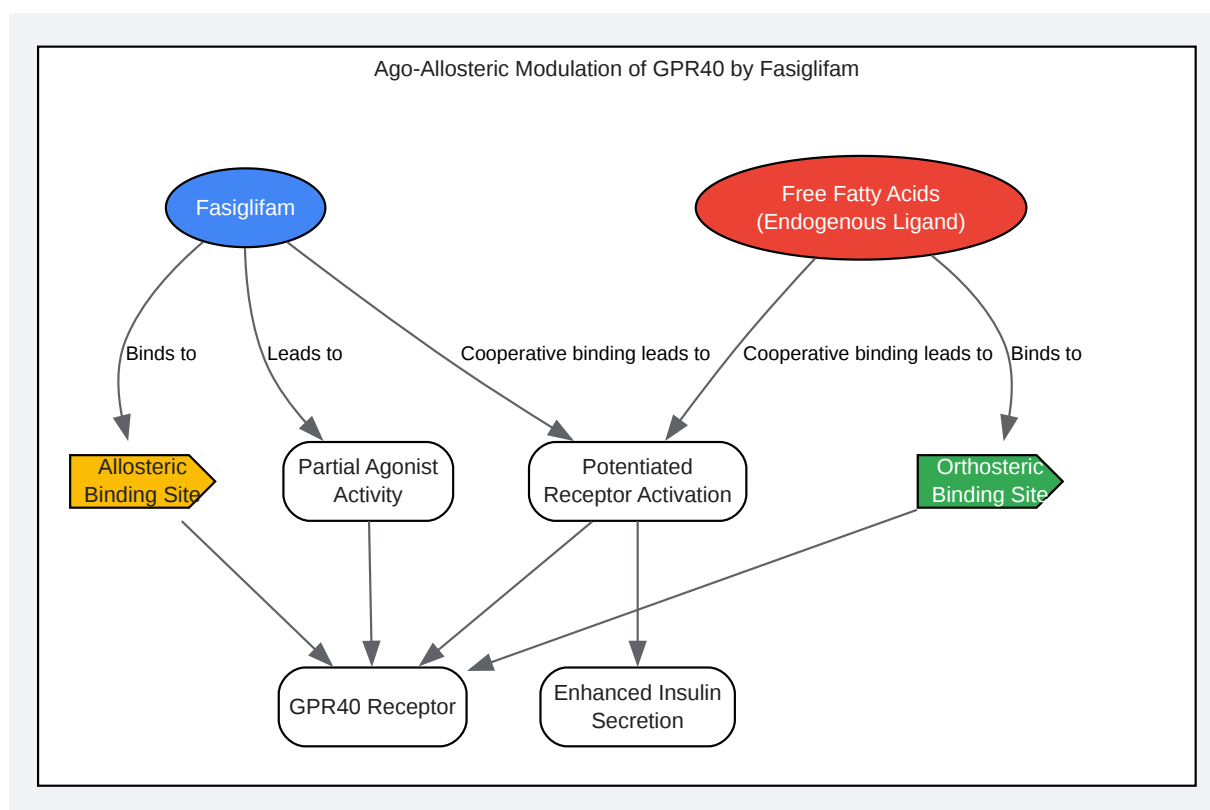 Ago-Allosteric Modulation of GPR40 by Fasiglifam
Fasiglifam
Free Fatty Acids
(Endogenous Ligand)
Binds to
Leads to
Cooperative binding leads to
Cooperative binding leads to
Binds to
Allosteric
Binding Site
Partial Agonist
Activity
Potentiated
Receptor Activation
Orthosteric
Binding Site
GPR40 Receptor
Enhanced Insulin
Secretion